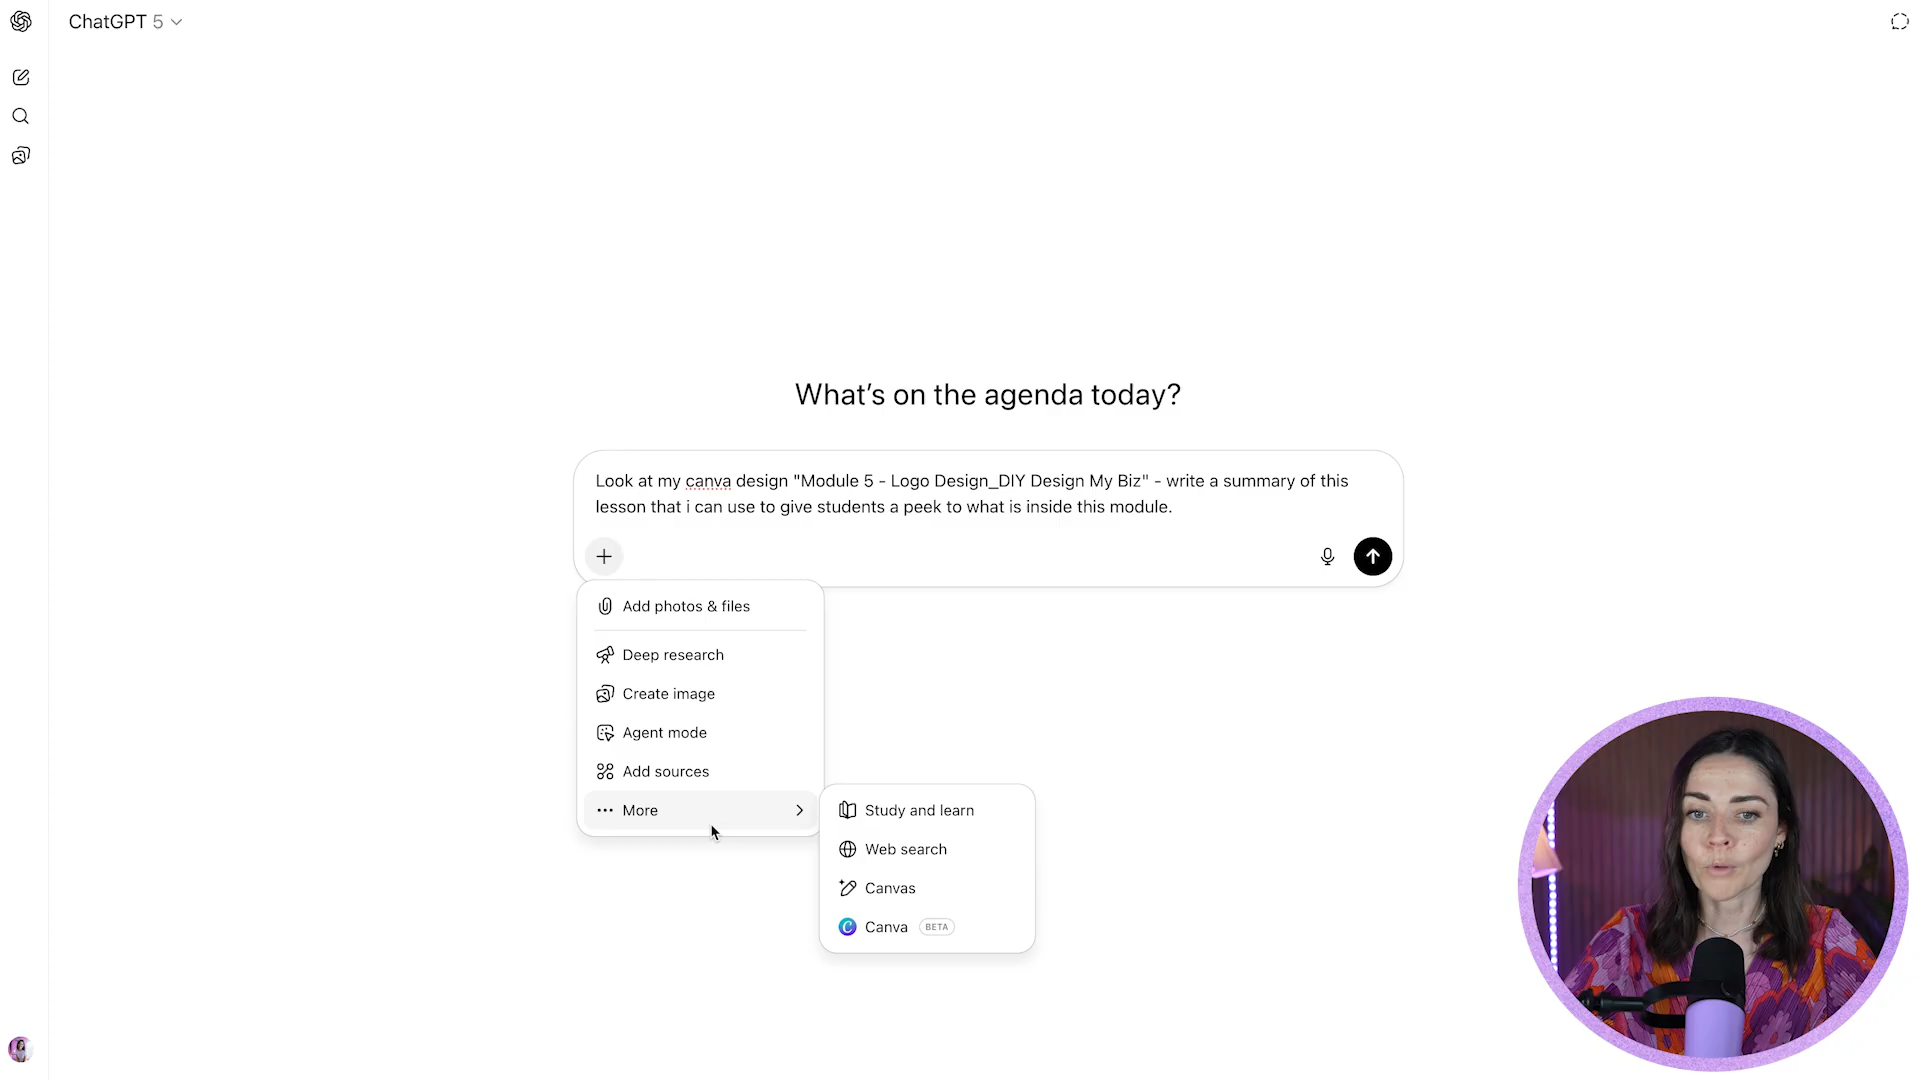 ChatGPT 5
What's on the agenda today?
Look at my canva design "Module 5 - Logo Design_DIY Design My Biz" - write a summary of this
lesson that i can use to give students a peek to what is inside this module.
Add photos & files
Deep research
Create image
Agent mode
Add sources
More
Study and learn
Web search
Canvas
Canva BETA